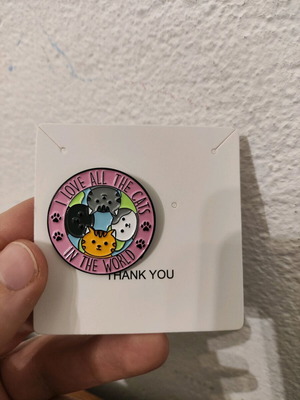 I LOVE ALL THE CATS
IN THE WORLD
THANK YOU